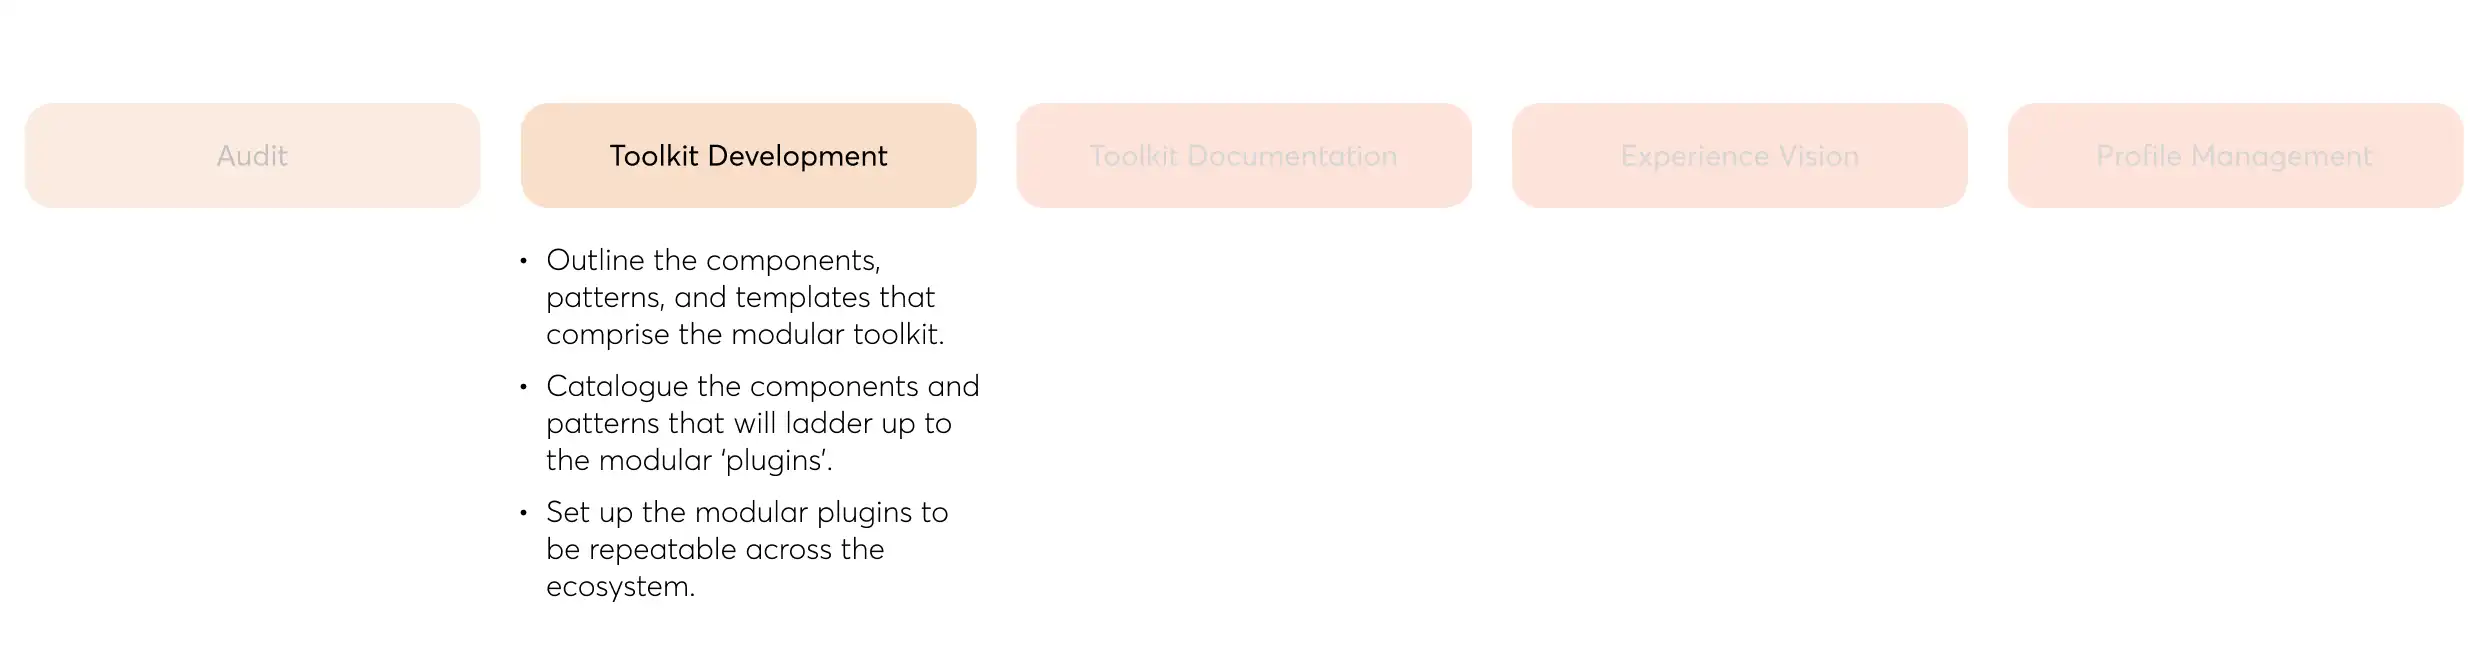 Audit
Toolkit Development
Toolkit Documentation
Experience Vision
Profile Management
• Outline the components,
patterns, and templates that
comprise the modular toolkit.
• Catalogue the components and
patterns that will ladder up to
the modular ‘plugins’.
• Set up the modular plugins to
be repeatable across the
ecosystem.